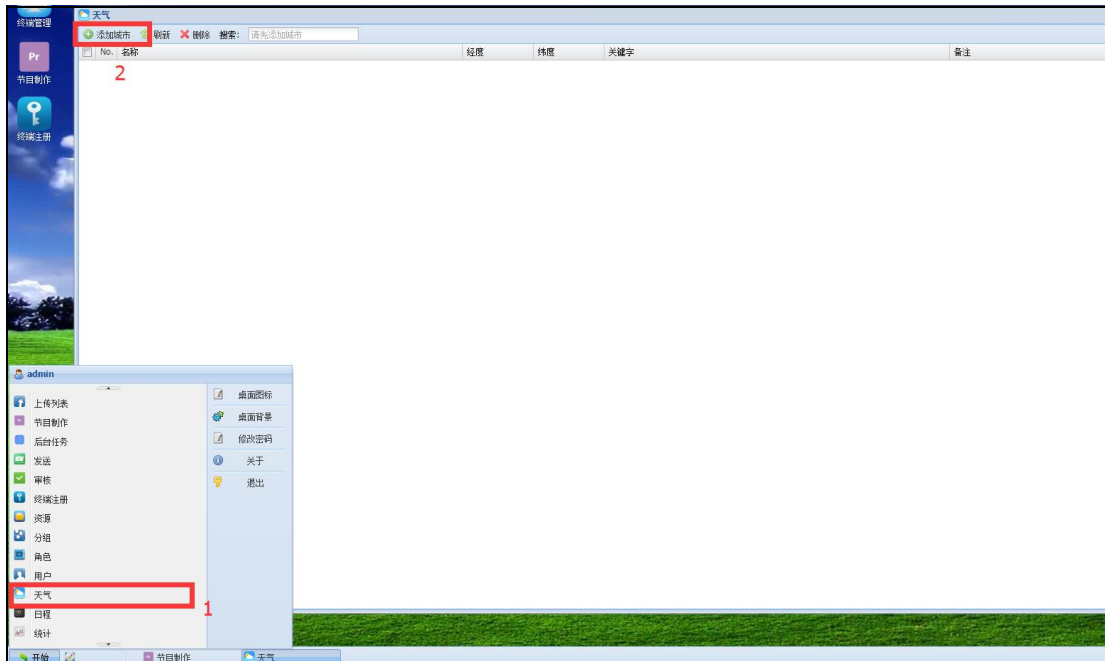 终端管理
天气
添加城市 刷新 删除 搜索: 请先添加城市
No. 名称 经度 纬度 关键字 备注
2
Pr
节目制作
终端注册
admin
上传列表
节目制作
后台任务
发送
审核
终端注册
资源
分组
角色
用户
天气
1
日程
统计
桌面图标
桌面背景
修改密码
关于
退出
开始 节目制作 天气